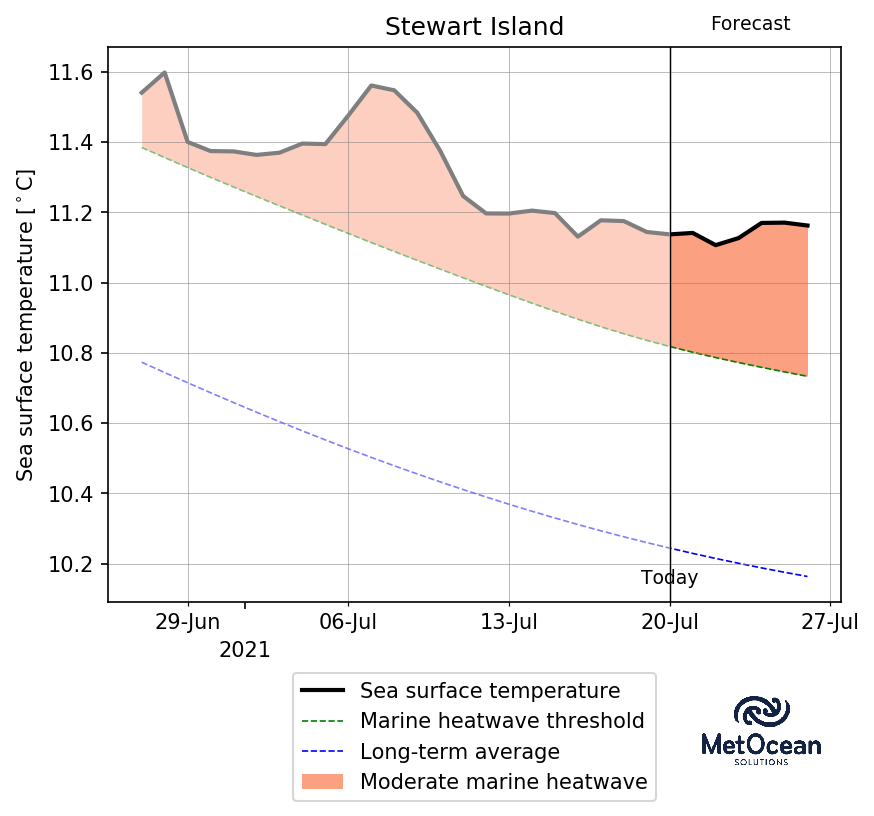 Stewart Island
Forecast
Sea surface temperature [°C]
11.6
11.4
11.2
11.0
10.8
10.6
10.4
10.2
Today
29-Jun
06-Jul
13-Jul
20-Jul
27-Jul
2021
Sea surface temperature
Marine heatwave threshold
Long-term average
Moderate marine heatwave
MetOcean
SOLUTIONS